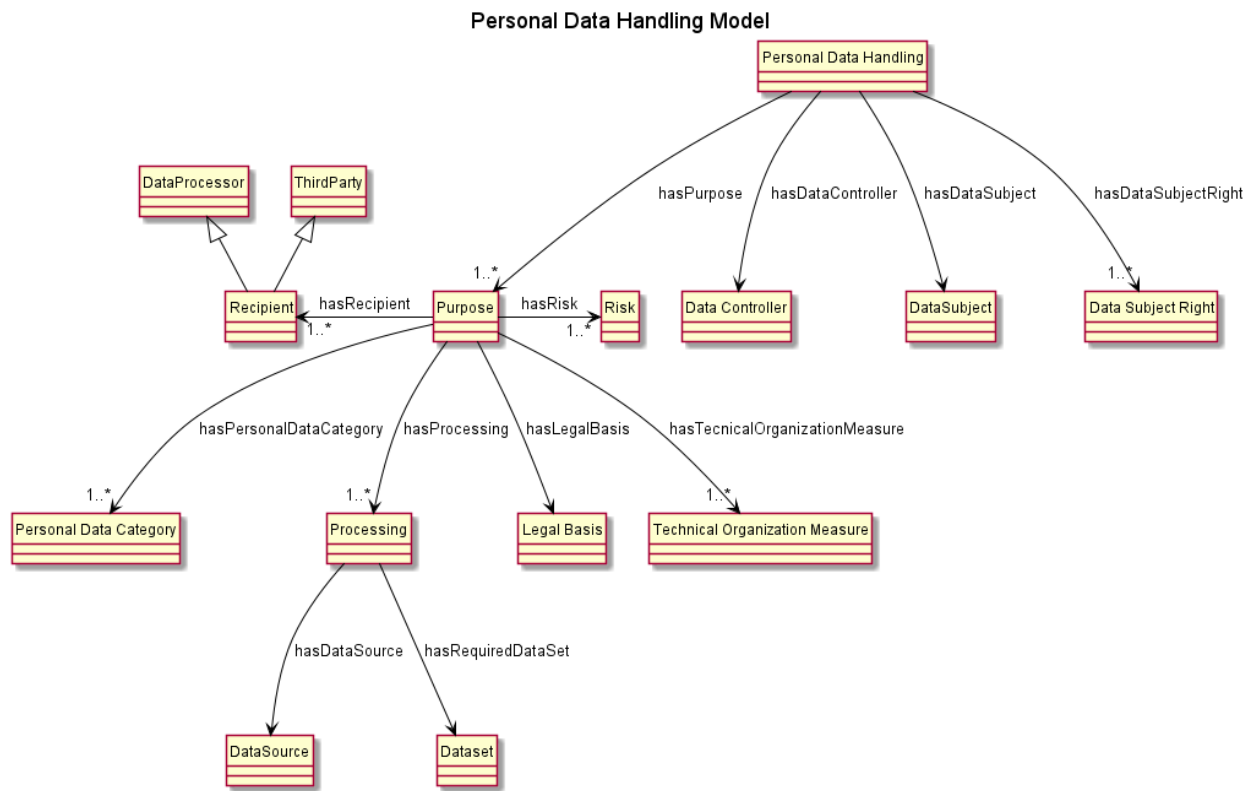 Personal Data Handling Model
Personal Data Handling
DataProcessor
ThirdParty
hasPurpose
hasDataController
hasDataSubject
hasDataSubjectRight
1..*
1..*
Recipient
hasRecipient
1..*
Purpose
hasRisk
1..*
Risk
Data Controller
DataSubject
Data Subject Right
hasPersonalDataCategory
hasProcessing
hasLegalBasis
hasTecnicalOrganizationMeasure
1..*
1..*
1..*
Personal Data Category
Processing
Legal Basis
Technical Organization Measure
hasDataSource
hasRequiredDataSet
DataSource
Dataset